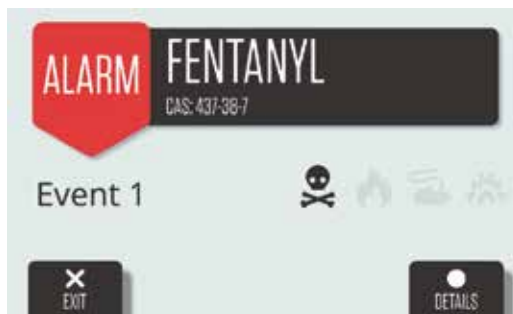 ALARM
FENTANYL
CAS: 437-38-7
Event 1
EXIT
DETAILS